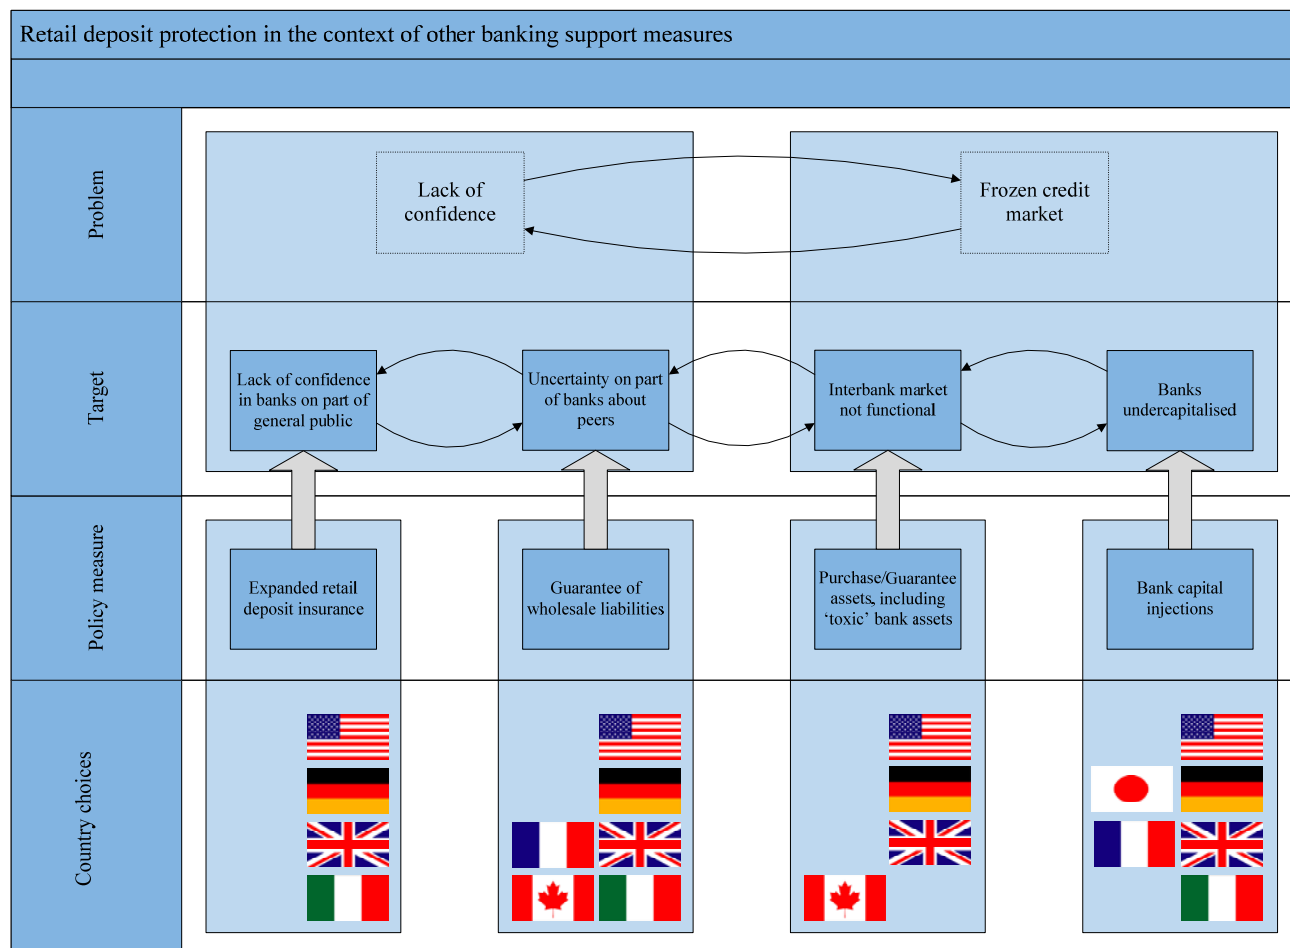 Retail deposit protection in the context of other banking support measures
Problem
Lack of
confidence
Frozen credit
market
Target
Lack of confidence
in banks on part of
general public
Uncertainty on part
of banks about
peers
Interbank market
not functional
Banks
undercapitalised
Policy measure
Expanded retail
deposit insurance
Guarantee of
wholesale liabilities
Purchase/Guarantee
assets, including
‘toxic’ bank assets
Bank capital
injections
Country choices